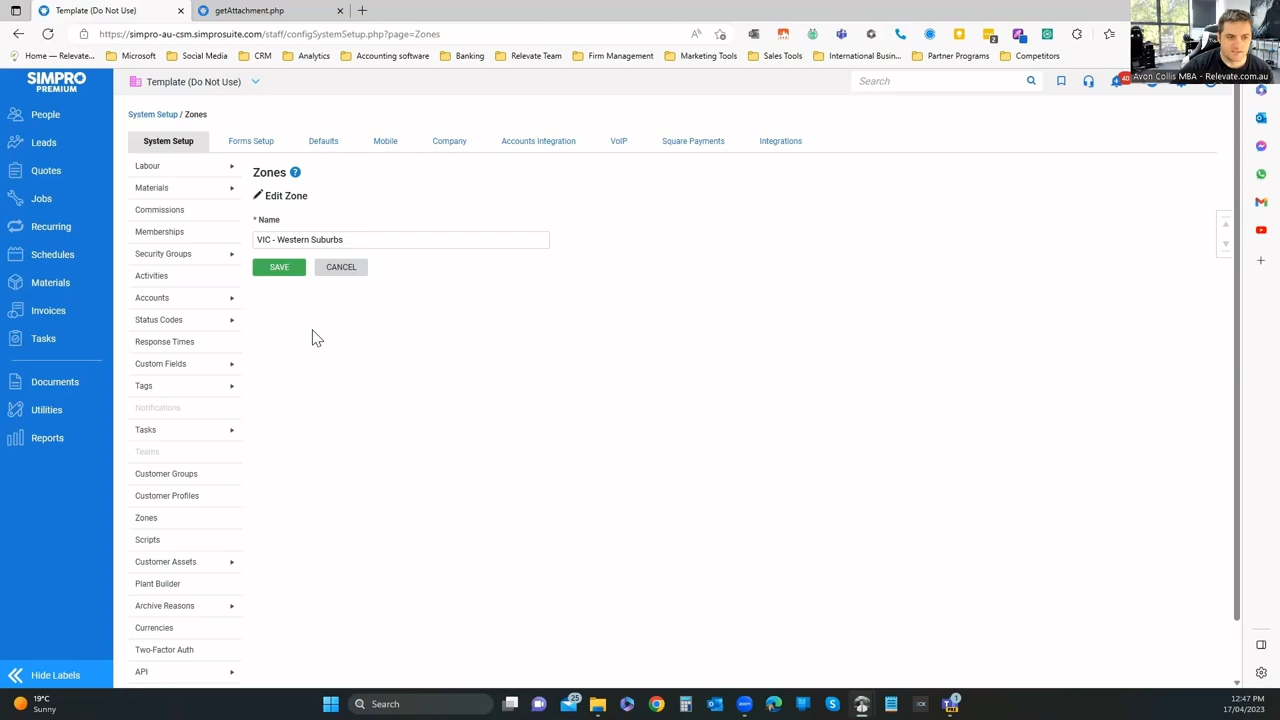 Template (Do Not Use)
getAttachment.php
https://simpro-au-csm.simprosuite.com/staff/configSystemSetup.php?page=Zones
2
Home — Relevate...
Microsoft
Social Media
CRM
Analytics
Accounting software
Banking
Relevate Team
Firm Management
Marketing Tools
Sales Tools
International Busin...
Partner Programs
Competitors
Avon Collis MBA - Relevate.com.au
SIMPRO
PREMIUM
Template (Do Not Use)
Search
40
People
Leads
Quotes
Jobs
Recurring
Schedules
Materials
Invoices
Tasks
Documents
Utilities
Reports
Hide Labels
System Setup / Zones
System Setup
Forms Setup
Defaults
Mobile
Company
Accounts Integration
VoIP
Square Payments
Integrations
Labour
Materials
Commissions
Memberships
Security Groups
Activities
Accounts
Status Codes
Response Times
Custom Fields
Tags
Notifications
Tasks
Teams
Customer Groups
Customer Profiles
Zones
Scripts
Customer Assets
Plant Builder
Archive Reasons
Currencies
Two-Factor Auth
API
Zones ?
Edit Zone
* Name
VIC - Western Suburbs
SAVE
CANCEL
19°C
Sunny
Search
25
1
12:47 PM
17/04/2023